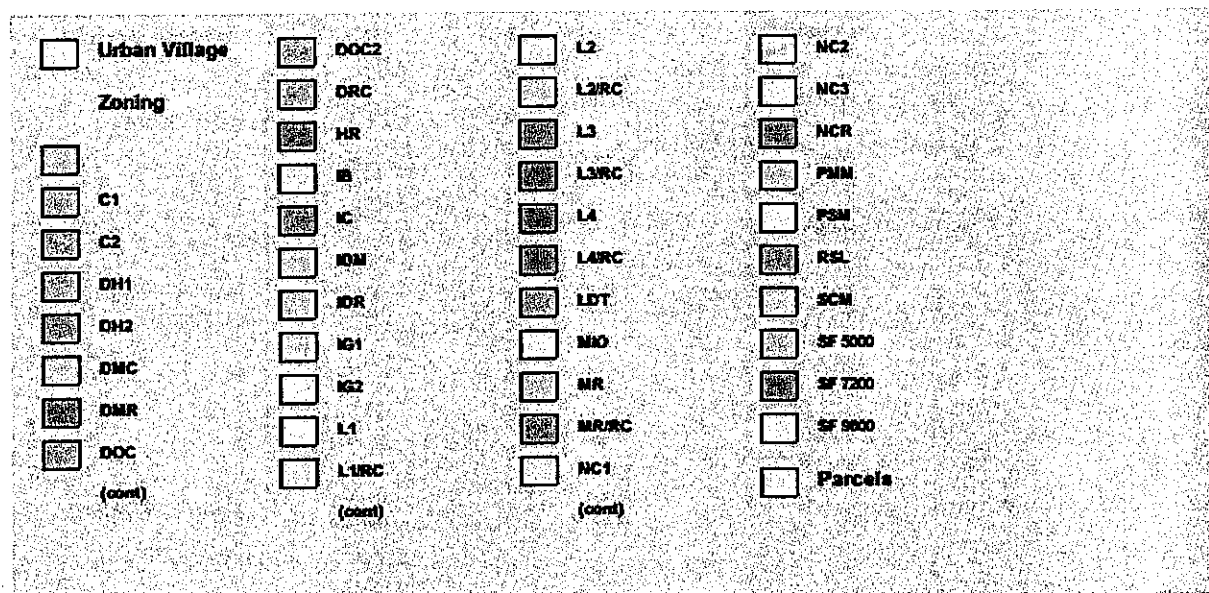 Urban Village
Zoning
C1
C2
DH1
DH2
DMC
DMR
DOC
(cont)
DOC2
DRC
HR
IB
IC
IDM
IDR
IG1
IG2
L1
L1/RC
(cont)
L2
L2/RC
L3
L3/RC
L4
L4/RC
LDT
MIO
MR
MR/RC
NC1
(cont)
NC2
NC3
NCR
PMM
PSM
RSL
SCM
SF 5000
SF 7200
SF 9600
Parcels